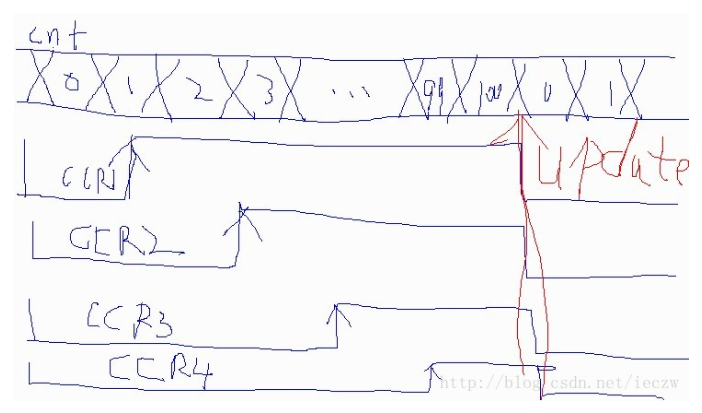 cnt
0 1 2 3 ... 99 100 0 1
update
CCR1
CCR2
CCR3
CCR4
http://blog.csdn.net/ieczw